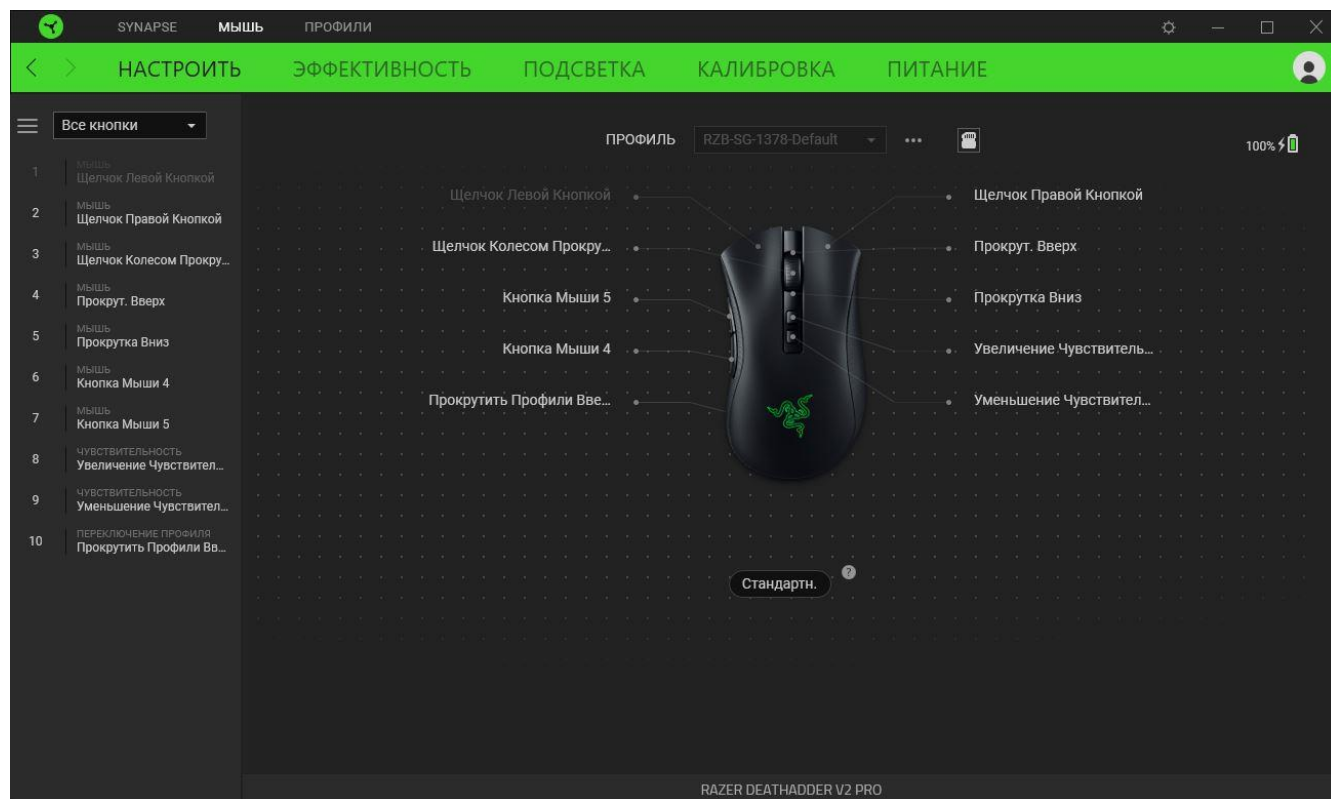 SYNAPSE МЫШЬ ПРОФИЛИ
НАСТРОИТЬ ЭФФЕКТИВНОСТЬ ПОДСВЕТКА КАЛИБРОВКА ПИТАНИЕ
Все кнопки
ПРОФИЛЬ RZB-SG-1378-Default
100%
1 МЫШЬ
Щелчок Левой Кнопкой
2 МЫШЬ
Щелчок Правой Кнопкой
3 МЫШЬ
Щелчок Колесом Прокру...
4 МЫШЬ
Прокрут. Вверх
5 МЫШЬ
Прокрутка Вниз
6 МЫШЬ
Кнопка Мыши 4
7 МЫШЬ
Кнопка Мыши 5
8 ЧУВСТВИТЕЛЬНОСТЬ
Увеличение Чувствител...
9 ЧУВСТВИТЕЛЬНОСТЬ
Уменьшение Чувствител...
10 ПЕРЕКЛЮЧЕНИЕ ПРОФИЛЯ
Прокрутить Профили Вв...
Щелчок Левой Кнопкой
Щелчок Колесом Прокру...
Кнопка Мыши 5
Кнопка Мыши 4
Прокрутить Профили Вве...
Щелчок Правой Кнопкой
Прокрут. Вверх
Прокрутка Вниз
Увеличение Чувствитель...
Уменьшение Чувствител...
Стандартн. ?
RAZER DEATHADDER V2 PRO